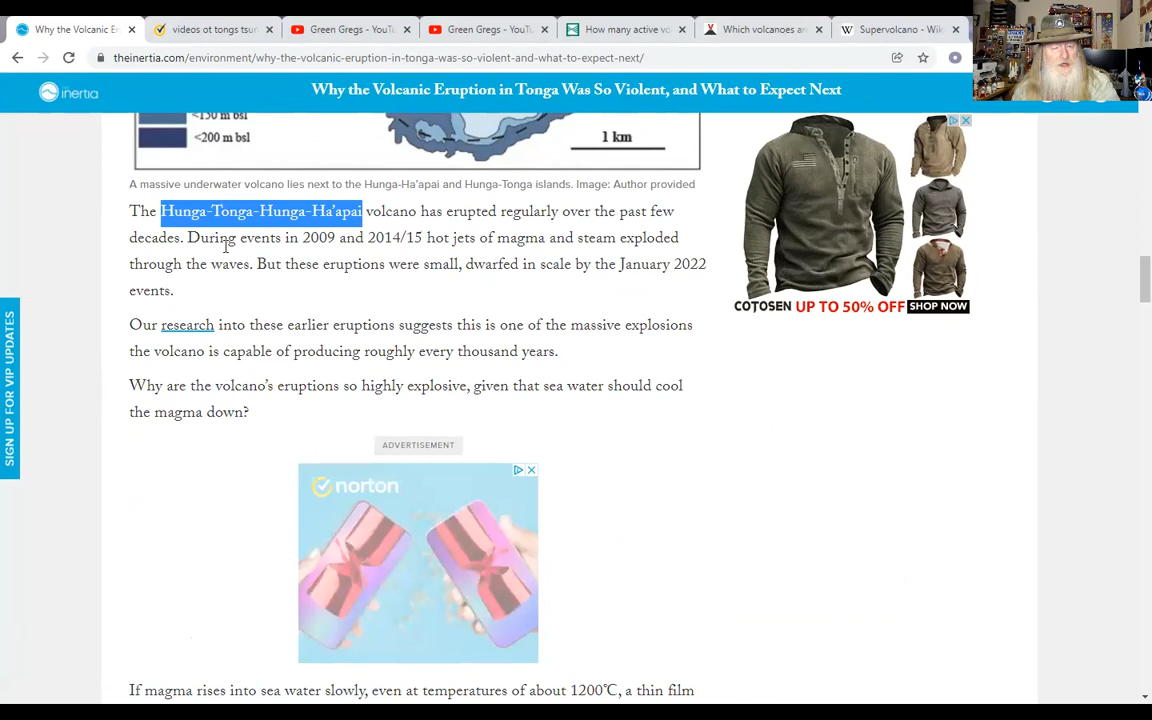 Why the Volcanic E
videos ot tongs tsun
Green Gregs - YouTu
Green Gregs - YouTu
How many active vo
Which volcanoes are
Supervolcano - Wiki
theinertia.com/environment/why-the-volcanic-eruption-in-tonga-was-so-violent-and-what-to-expect-next/
the inertia
Why the Volcanic Eruption in Tonga Was So Violent, and What to Expect Next
<150 m bsl
<200 m bsl
1 km
A massive underwater volcano lies next to the Hunga-Ha'apai and Hunga-Tonga islands. Image: Author provided
The Hunga-Tonga-Hunga-Ha'apai volcano has erupted regularly over the past few
decades. During events in 2009 and 2014/15 hot jets of magma and steam exploded
through the waves. But these eruptions were small, dwarfed in scale by the January 2022
events.
Our research into these earlier eruptions suggests this is one of the massive explosions
the volcano is capable of producing roughly every thousand years.
Why are the volcano's eruptions so highly explosive, given that sea water should cool
the magma down?
ADVERTISEMENT
norton
If magma rises into sea water slowly, even at temperatures of about 1200°C, a thin film
COTOSEN UP TO 50% OFF SHOP NOW
SIGN UP FOR VIP UPDATES